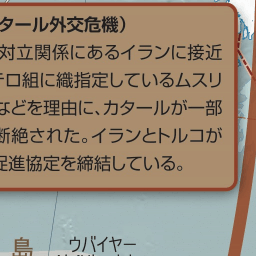 タール外交危機）
対立関係にあるイランに接近
テロ組に織指定しているムスリ
などを理由に、カタールが一部
断絶された。イランとトルコが
促進協定を締結している。
島
ウバイヤー